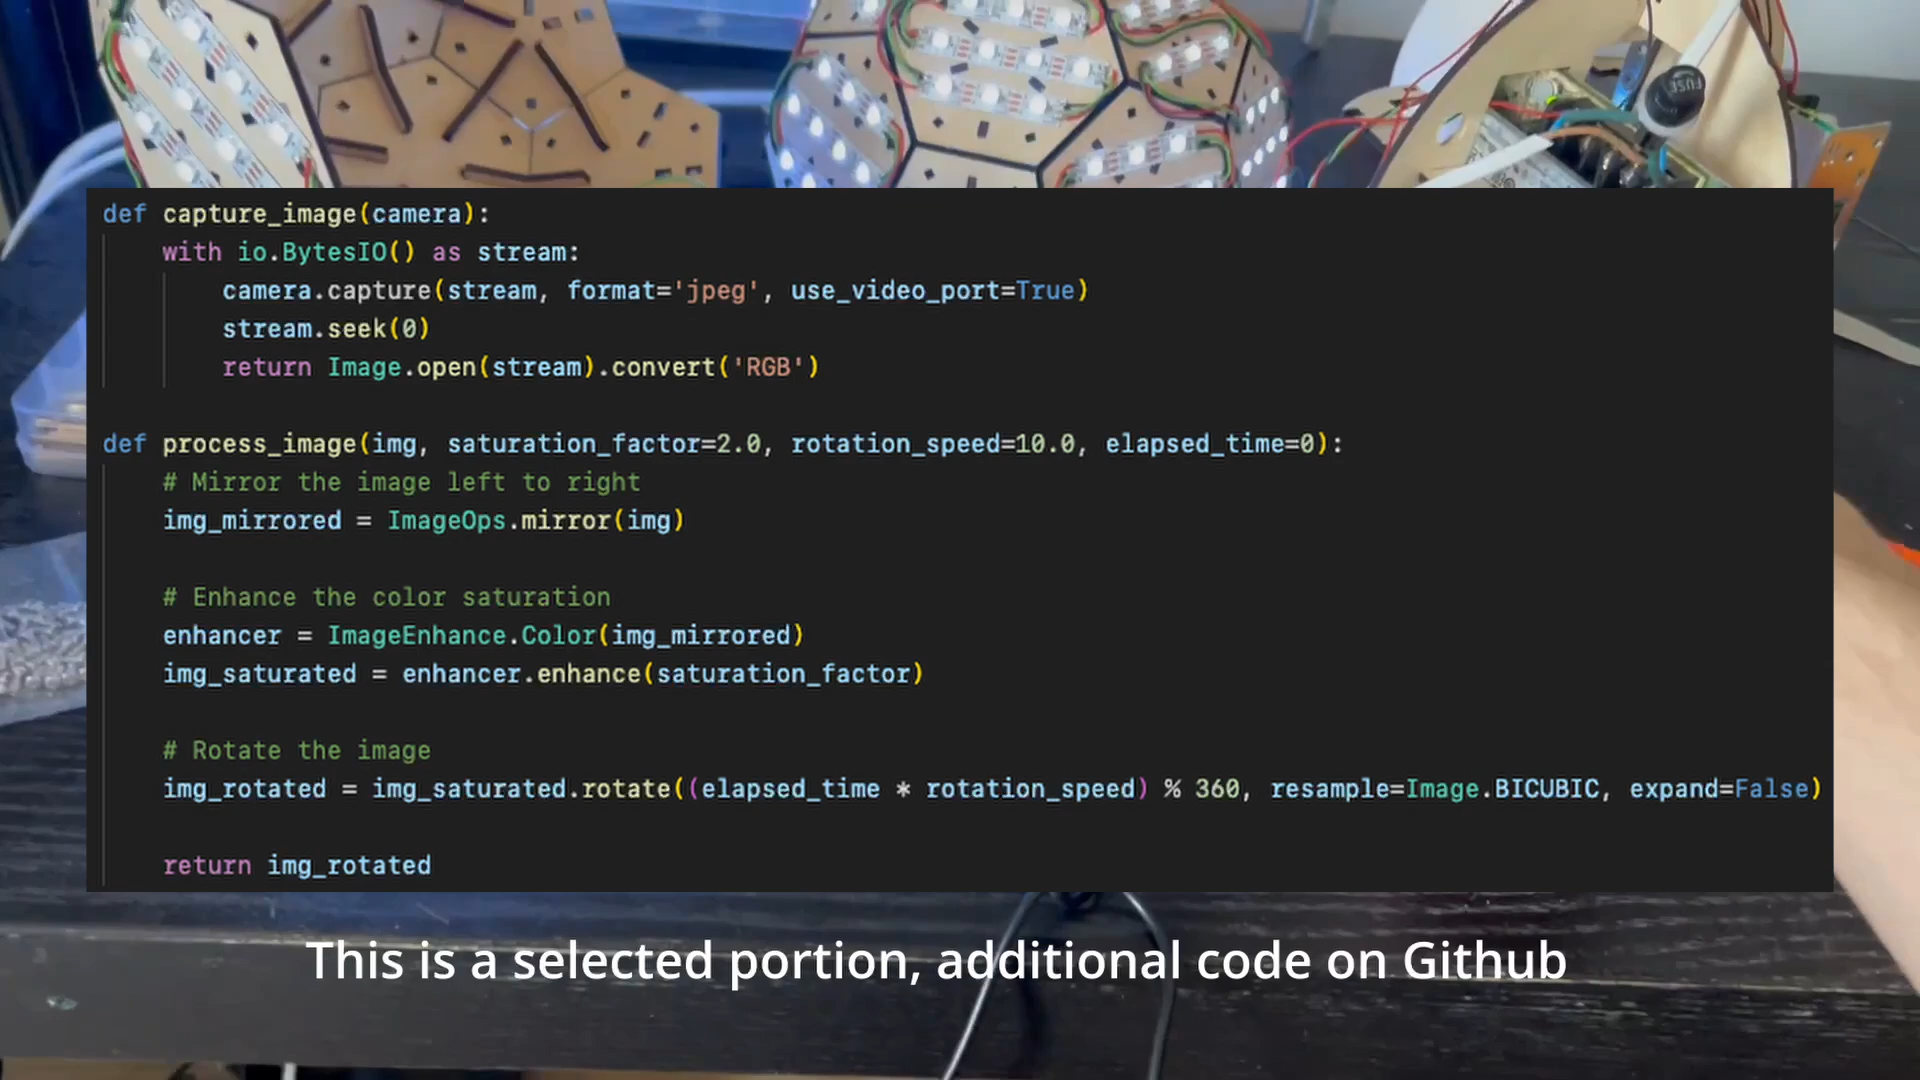 FUSE
def capture_image(camera):
    with io.BytesIO() as stream:
        camera.capture(stream, format='jpeg', use_video_port=True)
        stream.seek(0)
        return Image.open(stream).convert('RGB')
def process_image(img, saturation_factor=2.0, rotation_speed=10.0, elapsed_time=0):
    # Mirror the image left to right
    img_mirrored = ImageOps.mirror(img)
    # Enhance the color saturation
    enhancer = ImageEnhance.Color(img_mirrored)
    img_saturated = enhancer.enhance(saturation_factor)
    # Rotate the image
    img_rotated = img_saturated.rotate((elapsed_time * rotation_speed) % 360, resample=Image.BICUBIC, expand=False)
    return img_rotated
This is a selected portion, additional code on Github